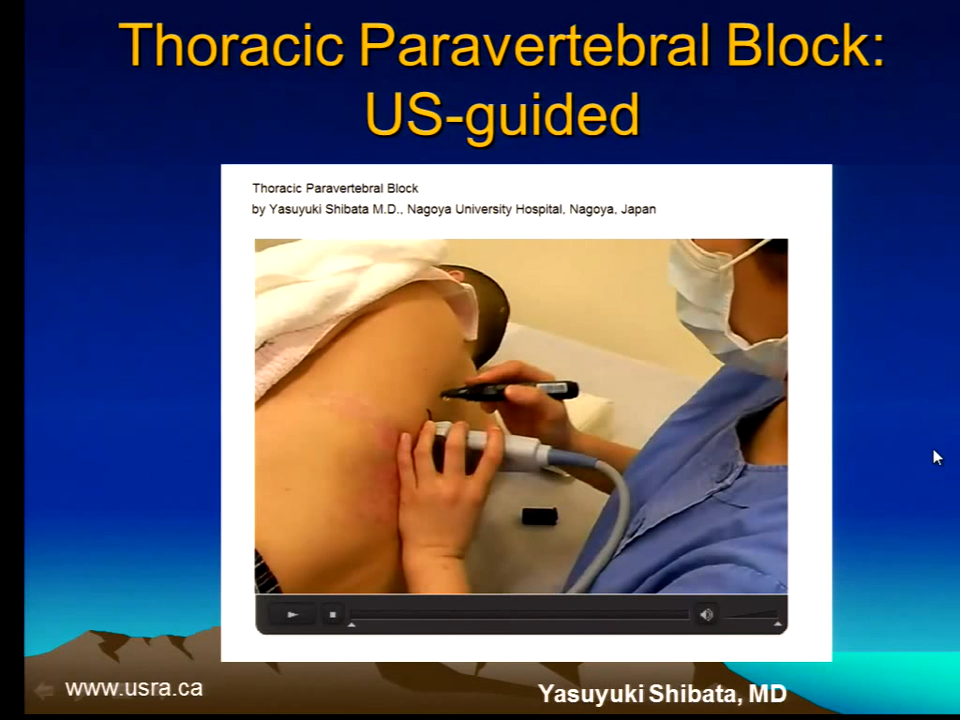 Thoracic Paravertebral Block:
US-guided
Thoracic Paravertebral Block
by Yasuyuki Shibata M.D., Nagoya University Hospital, Nagoya, Japan
www.usra.ca
Yasuyuki Shibata, MD